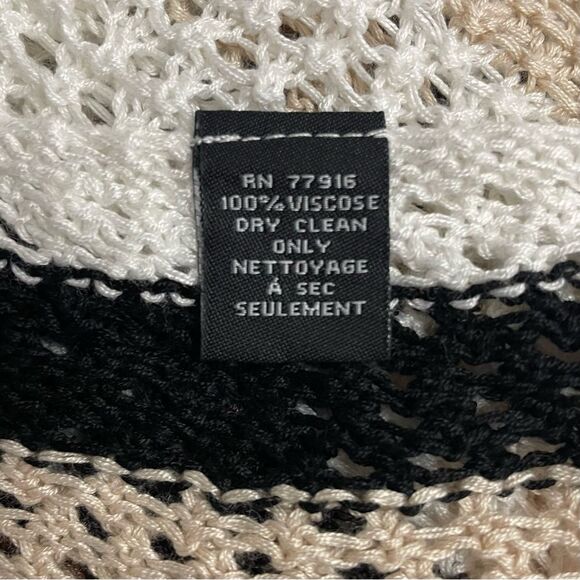 RN 77916
100% VISCOSE
DRY CLEAN
ONLY
NETTOYAGE
À SEC
SEULEMENT